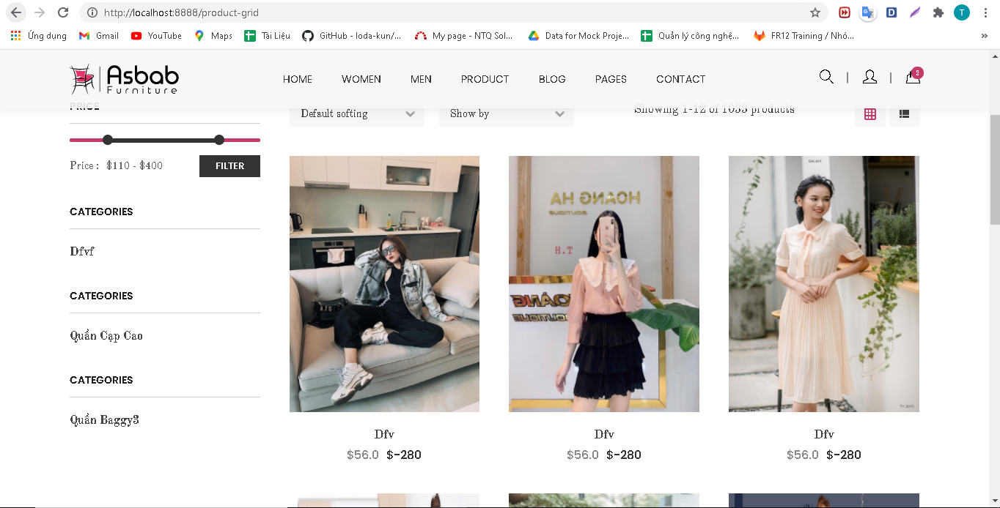 http://localhost:8888/product-grid
T
Ứng dụng
Gmail
YouTube
Maps
Tài Liệu
GitHub - loda-kun/...
My page - NTQ Sol...
Data for Mock Proje...
Quản lý công nghệ...
FR12 Training / Nhó...
»
Asbab
Furniture
HOME
WOMEN
MEN
PRODUCT
BLOG
PAGES
CONTACT
PRICE
Default softing
Show by
Showing 1-12 of 1033 products
Price : $110 - $400
FILTER
CATEGORIES
Dfvf
CATEGORIES
Quần Cạp Cao
CATEGORIES
Quần Baggy3
HOANG HA
BOUTIQUE
H.T
Dfv
$56.0 $-280
Dfv
$56.0 $-280
Dfv
$56.0 $-280